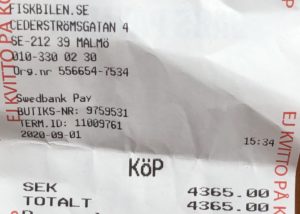 FISKBILEN.SE
CEDERSTRÖMSGATAN 4
SE-212 39 MALMÖ
010-330 02 30
Org.nr 556654-7534
Swedbank Pay
BUTIKS-NR: 9759531
TERM.ID: 11009761
2020-09-01 15:34
KÖP
SEK 4365.00
TOTALT 4365.00
EJ KVITTO PÅ KÖ
EJ KVITTO PÅ KÖ